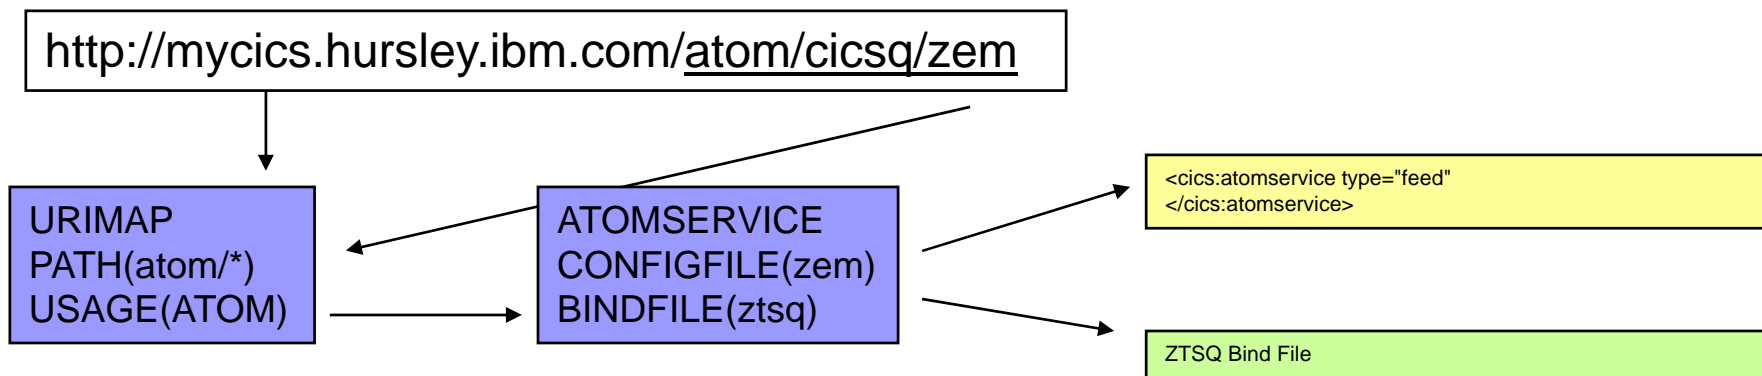 http://mycics.hursley.ibm.com/atom/cicsq/zem
URIMAP
PATH(atom/*)
USAGE(ATOM)
ATOMSERVICE
CONFIGFILE(zem)
BINDFILE(ztsq)
<cics:atomservice type="feed"
</cics:atomservice>
ZTSQ Bind File